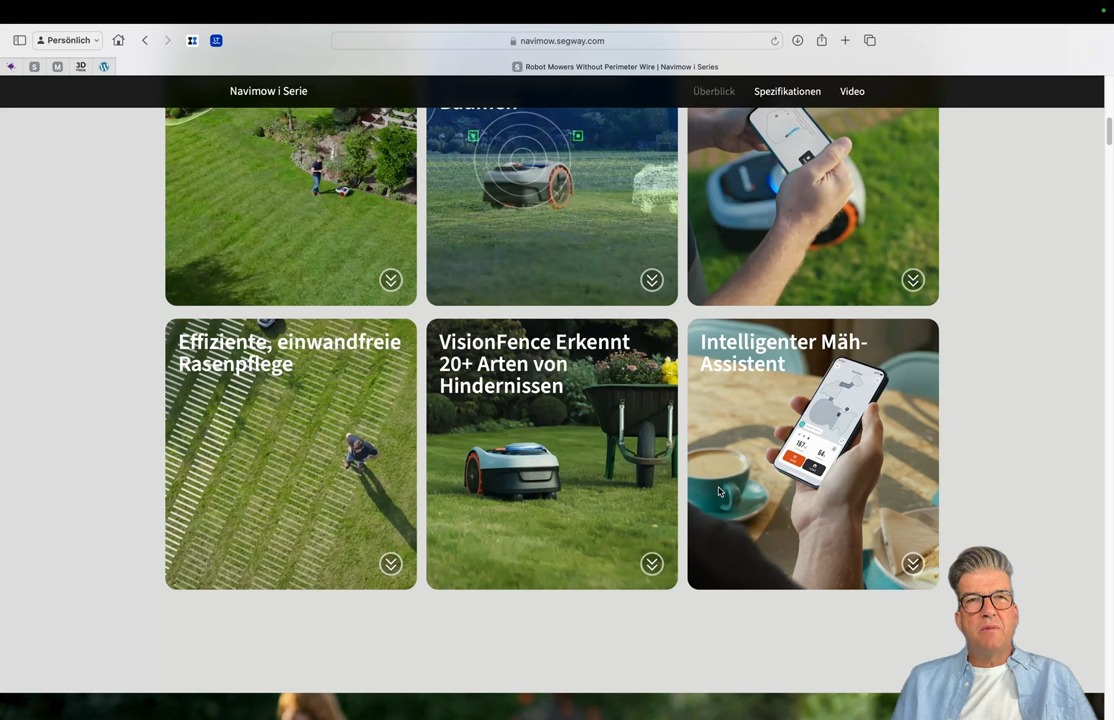 Persönlich
navimow.segway.com
Robot Mowers Without Perimeter Wire | Navimow i Series
Navimow i Serie
Überblick
Spezifikationen
Video
Effiziente, einwandfreie
Rasenpflege
VisionFence Erkennt
20+ Arten von
Hindernissen
Intelligenter Mäh-
Assistent